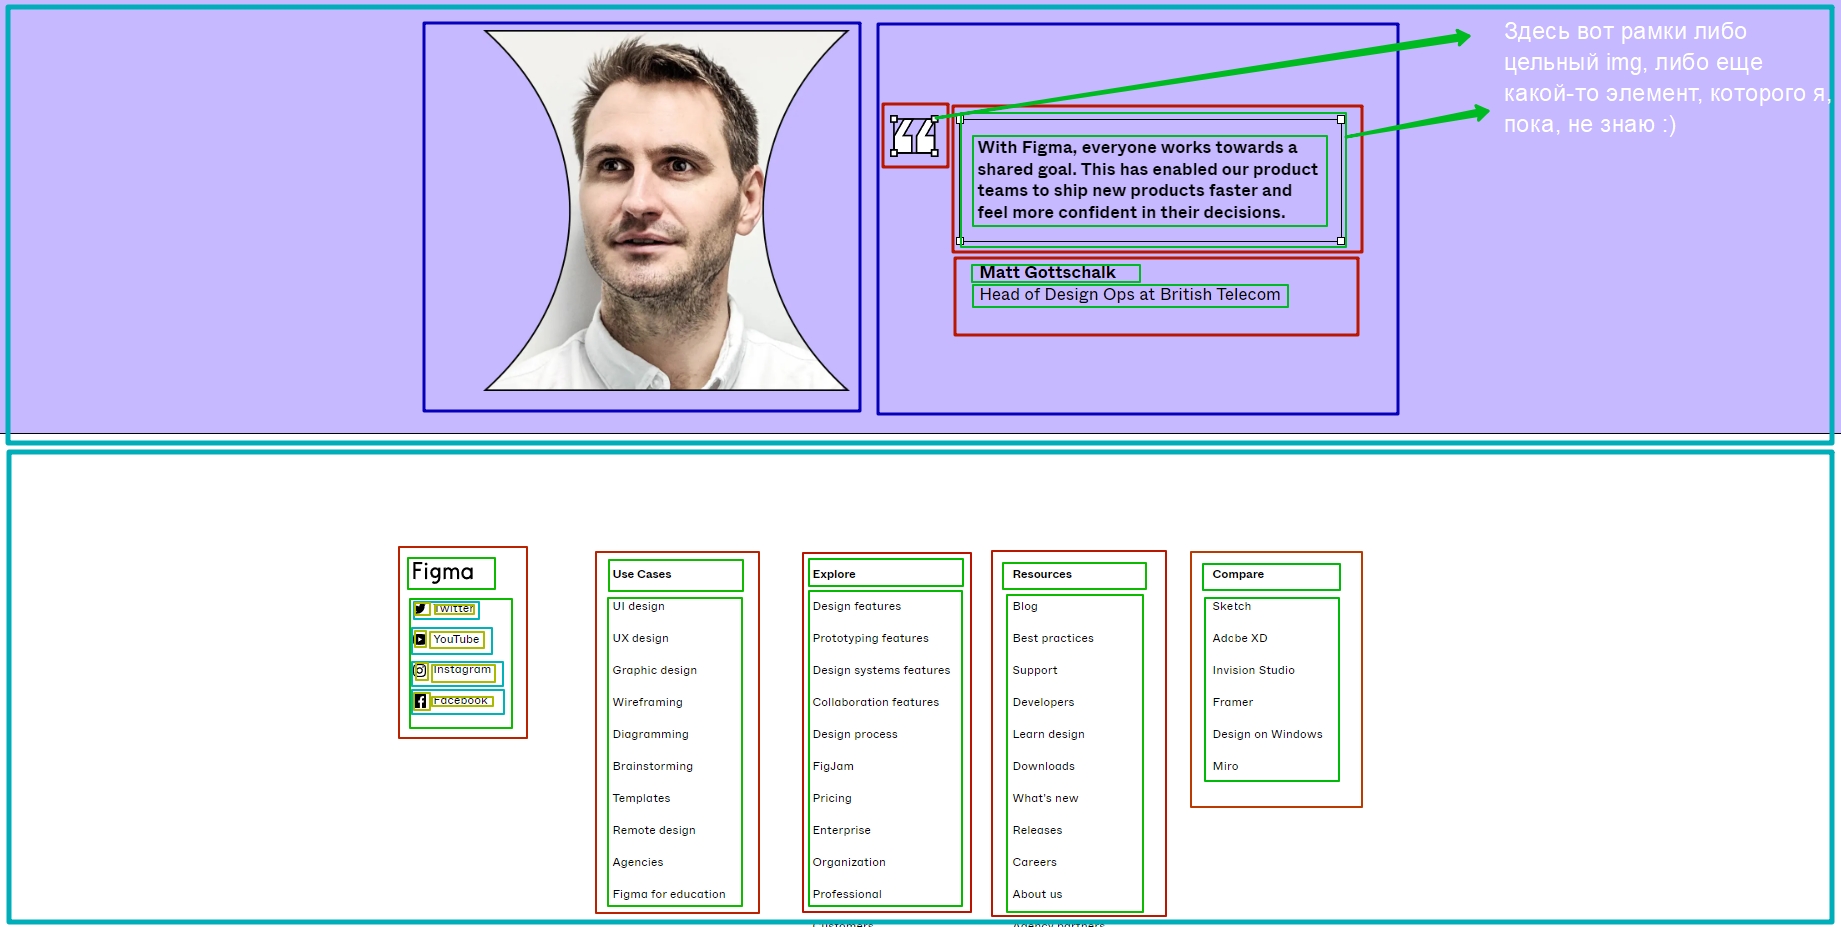 Здесь вот рамки либо
цельный img, либо еще
какой-то элемент, которого я,
пока, не знаю :)
With Figma, everyone works towards a
shared goal. This has enabled our product
teams to ship new products faster and
feel more confident in their decisions.
Matt Gottschalk
Head of Design Ops at British Telecom
Figma
Twitter
YouTube
Instagram
Facebook
Use Cases
UI design
UX design
Graphic design
Wireframing
Diagramming
Brainstorming
Templates
Remote design
Agencies
Figma for education
Explore
Design features
Prototyping features
Design systems features
Collaboration features
Design process
FigJam
Pricing
Enterprise
Organization
Professional
Customers
Resources
Blog
Best practices
Support
Developers
Learn design
Downloads
What's new
Releases
Careers
About us
Agency partners
Compare
Sketch
Adobe XD
Invision Studio
Framer
Design on Windows
Miro